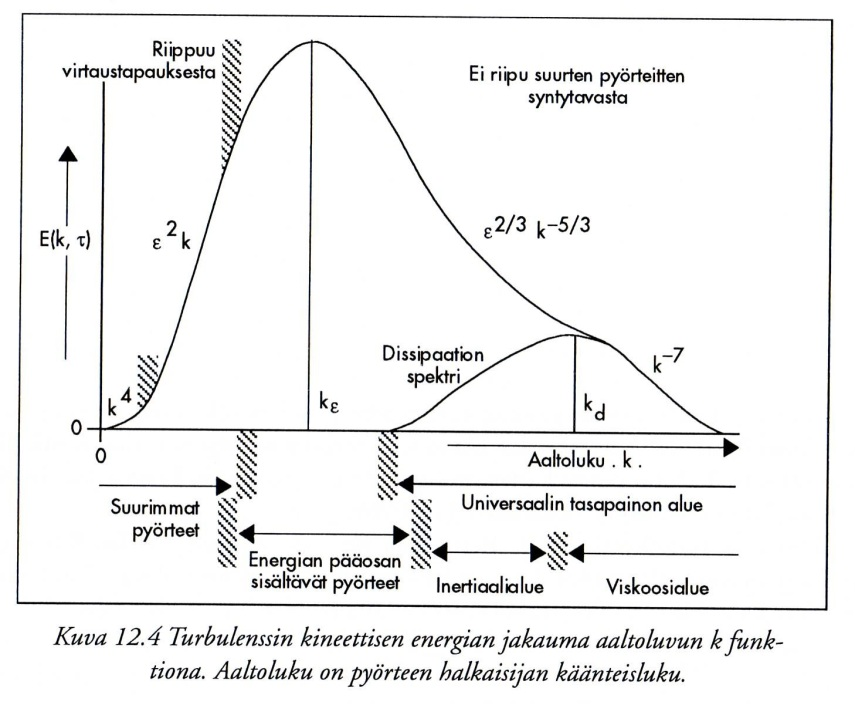 Riippuu
virtaustapauksesta
Ei riipu suurten pyörteitten
syntytavasta
E(k, τ)
ε² k
ε²/³ k⁻⁵/³
k⁴
Dissipaation
spektri
k⁻⁷
kε
kd
0
0
Aaltoluku . k .
Suurimmat
pyörteet
Universaalin tasapainon alue
Energian pääosan
sisältävät pyörteet
Inertiaalialue
Viskoosialue
Kuva 12.4 Turbulenssin kineettisen energian jakauma aaltoluvun k funk-
tiona. Aaltoluku on pyörteen halkaisijan käänteisluku.